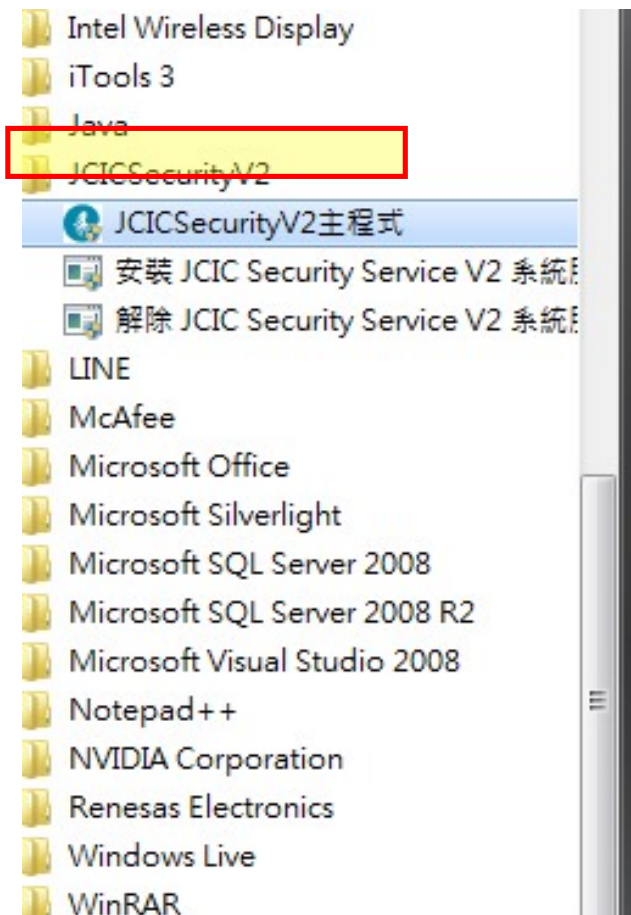 Intel Wireless Display
iTools 3
Java
JCICSecurityV2
JCICSecurityV2主程式
安裝 JCIC Security Service V2 系統
解除 JCIC Security Service V2 系統
LINE
McAfee
Microsoft Office
Microsoft Silverlight
Microsoft SQL Server 2008
Microsoft SQL Server 2008 R2
Microsoft Visual Studio 2008
Notepad++
NVIDIA Corporation
Renesas Electronics
Windows Live
WinRAR